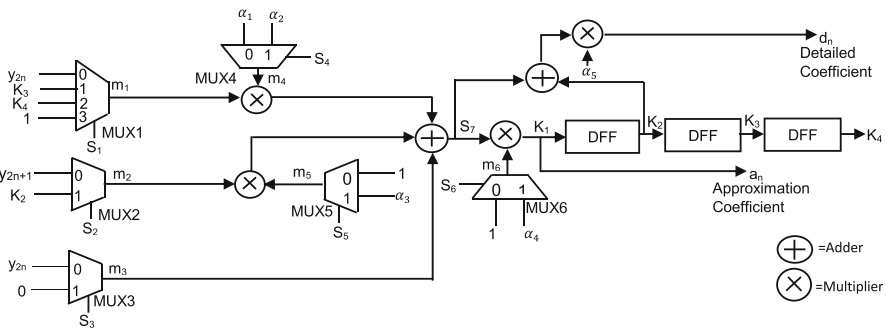 α₁ α₂
0 1 S₄
MUX4 m₄
y₂ₙ 0 m₁
K₃ 1
K₄ 2
1 3
MUX1
S₁
α₅
dₙ
Detailed
Coefficient
S₇
K₁ DFF K₂ DFF K₃ DFF K₄
y₂ₙ₊₁ 0 m₂
K₂ 1
MUX2
S₂
m₅ 0 1
1 α₃
MUX5
S₅
m₆
S₆ 0 1
MUX6
1 α₄
aₙ
Approximation
Coefficient
y₂ₙ 0 m₃
0 1
MUX3
S₃
=Adder
=Multiplier